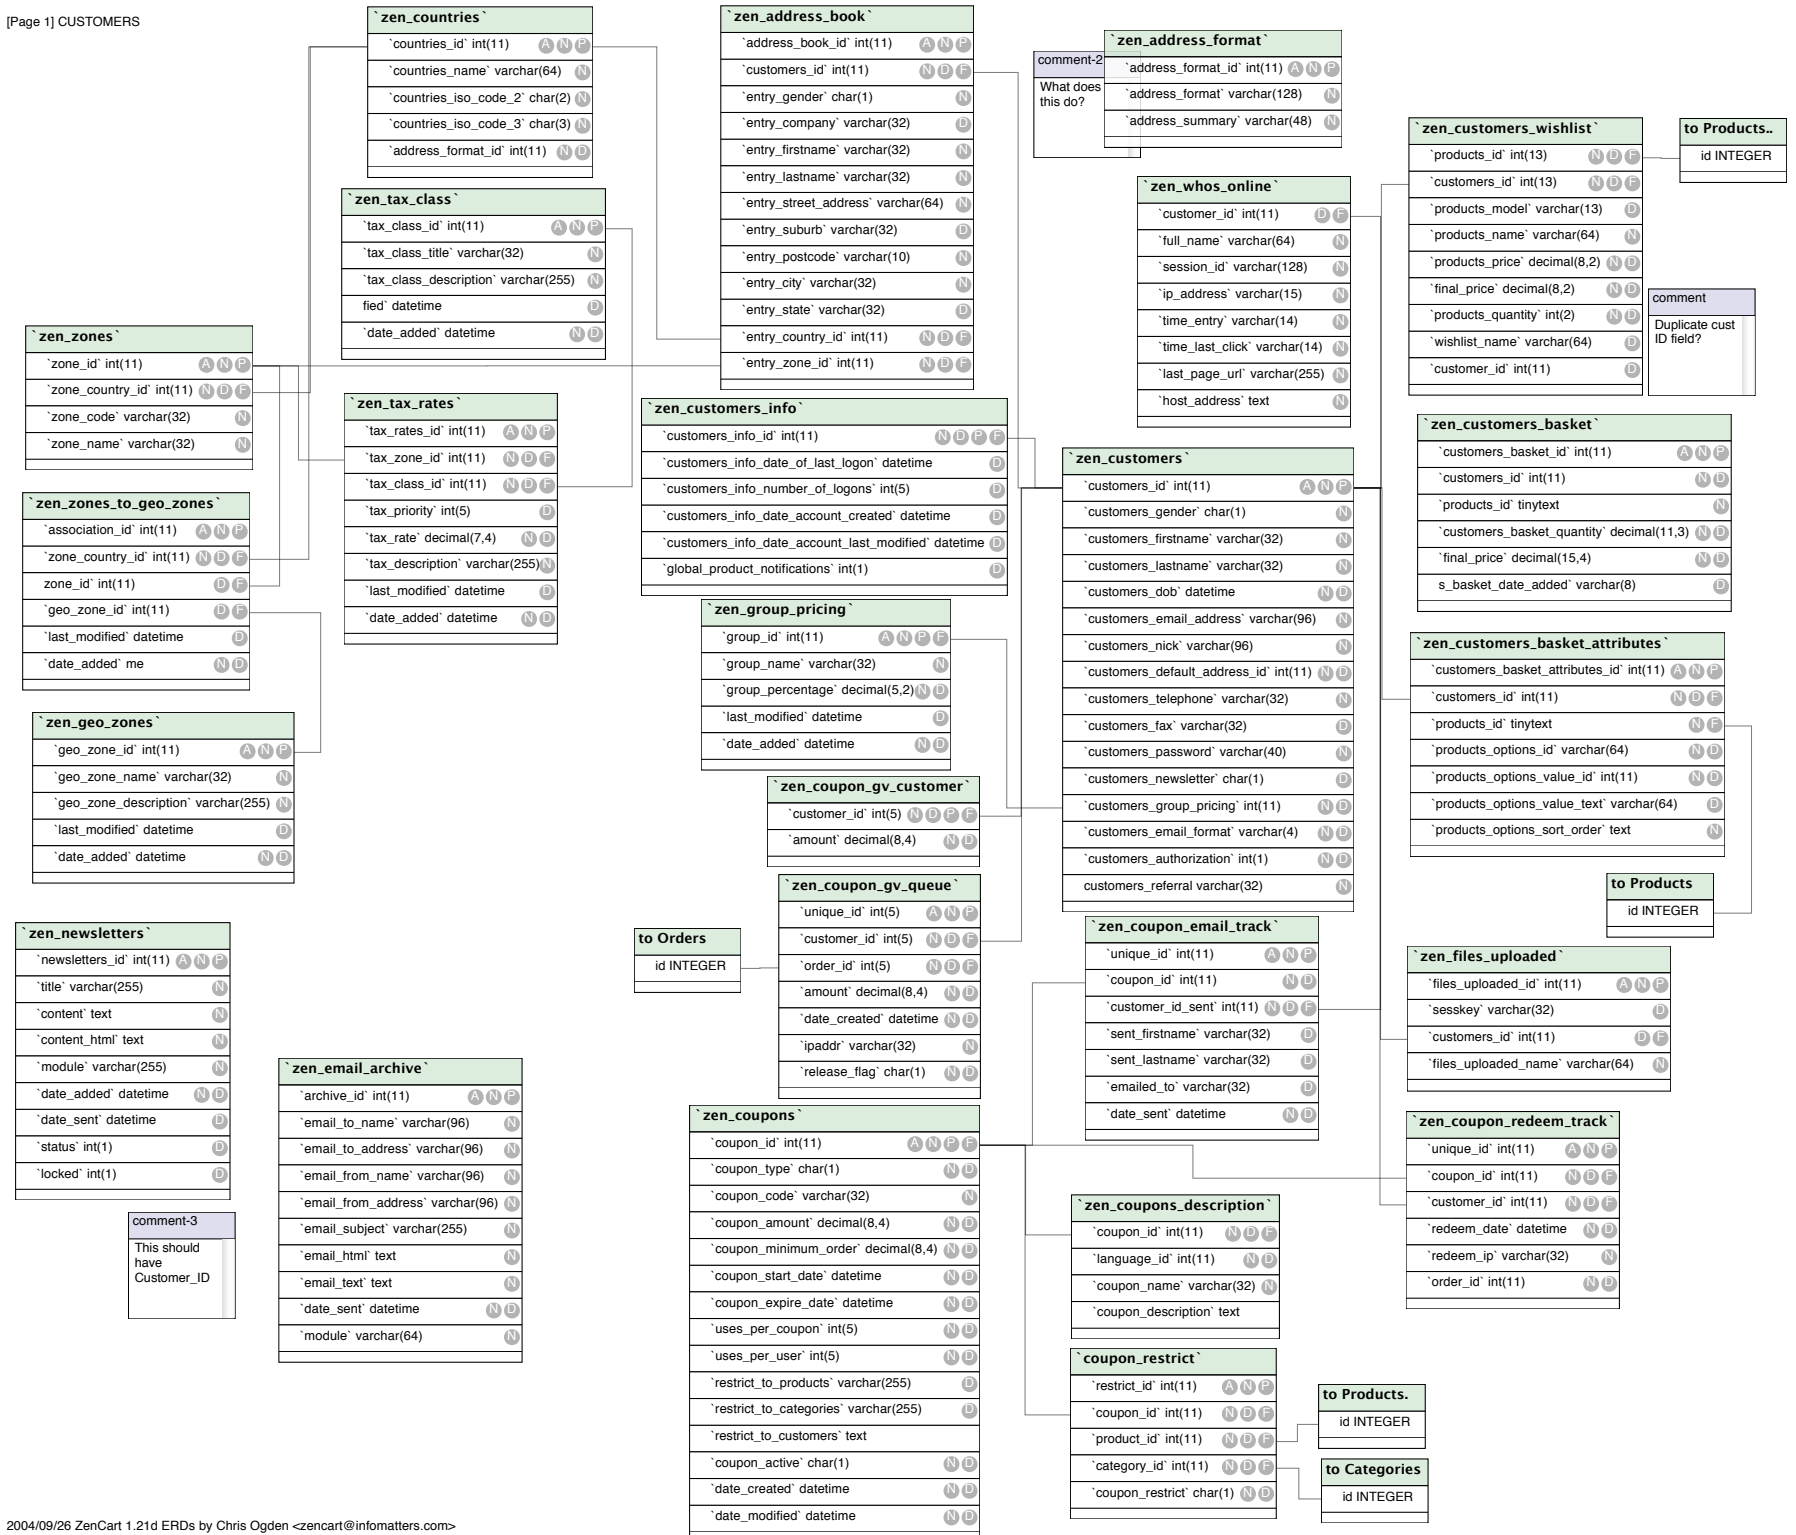 [Page 1] CUSTOMERS
`zen_countries`
`countries_id` int(11) A N P
`countries_name` varchar(64) N
`countries_iso_code_2` char(2) N
`countries_iso_code_3` char(3) N
`address_format_id` int(11) N D
`zen_tax_class`
`tax_class_id` int(11) A N P
`tax_class_title` varchar(32) N
`tax_class_description` varchar(255) N
fied` datetime D
`date_added` datetime N D
`zen_zones`
`zone_id` int(11) A N P
`zone_country_id` int(11) N D F
`zone_code` varchar(32) N
`zone_name` varchar(32) N
`zen_tax_rates`
`tax_rates_id` int(11) A N P
`tax_zone_id` int(11) N D F
`tax_class_id` int(11) N D F
`tax_priority` int(5) D
`tax_rate` decimal(7,4) N D
`tax_description` varchar(255) N
`last_modified` datetime D
`date_added` datetime N D
`zen_zones_to_geo_zones`
`association_id` int(11) A N P
`zone_country_id` int(11) N D F
zone_id` int(11) D F
`geo_zone_id` int(11) D F
`last_modified` datetime D
`date_added` me N D
`zen_geo_zones`
`geo_zone_id` int(11) A N P
`geo_zone_name` varchar(32) N
`geo_zone_description` varchar(255) N
`last_modified` datetime D
`date_added` datetime N D
`zen_newsletters`
`newsletters_id` int(11) A N P
`title` varchar(255) N
`content` text N
`content_html` text N
`module` varchar(255) N
`date_added` datetime N D
`date_sent` datetime D
`status` int(1) D
`locked` int(1) D
comment-3
This should
have
Customer_ID
`zen_email_archive`
`archive_id` int(11) A N P
`email_to_name` varchar(96) N
`email_to_address` varchar(96) N
`email_from_name` varchar(96) N
`email_from_address` varchar(96) N
`email_subject` varchar(255) N
`email_html` text N
`email_text` text N
`date_sent` datetime N D
`module` varchar(64) N
`zen_address_book`
`address_book_id` int(11) A N P
`customers_id` int(11) N D F
`entry_gender` char(1) N
`entry_company` varchar(32) D
`entry_firstname` varchar(32) N
`entry_lastname` varchar(32) N
`entry_street_address` varchar(64) N
`entry_suburb` varchar(32) D
`entry_postcode` varchar(10) N
`entry_city` varchar(32) N
`entry_state` varchar(32) D
`entry_country_id` int(11) N D F
`entry_zone_id` int(11) N D F
`zen_customers_info`
`customers_info_id` int(11) N D P F
`customers_info_date_of_last_logon` datetime D
`customers_info_number_of_logons` int(5) D
`customers_info_date_account_created` datetime D
`customers_info_date_account_last_modified` datetime D
`global_product_notifications` int(1) D
`zen_group_pricing`
`group_id` int(11) A N P F
`group_name` varchar(32) N
`group_percentage` decimal(5,2) N D
`last_modified` datetime D
`date_added` datetime N D
`zen_coupon_gv_customer`
`customer_id` int(5) N D P F
`amount` decimal(8,4) N D
`zen_coupon_gv_queue`
`unique_id` int(5) A N P
`customer_id` int(5) N D F
`order_id` int(5) N D F
`amount` decimal(8,4) N D
`date_created` datetime N D
`ipaddr` varchar(32) N
`release_flag` char(1) N D
to Orders
id INTEGER
`zen_coupons`
`coupon_id` int(11) A N P F
`coupon_type` char(1) N D
`coupon_code` varchar(32) N
`coupon_amount` decimal(8,4) N D
`coupon_minimum_order` decimal(8,4) N D
`coupon_start_date` datetime N D
`coupon_expire_date` datetime N D
`uses_per_coupon` int(5) N D
`uses_per_user` int(5) N D
`restrict_to_products` varchar(255) D
`restrict_to_categories` varchar(255) D
`restrict_to_customers` text
`coupon_active` char(1) N D
`date_created` datetime N D
`date_modified` datetime N D
comment-2
What does
this do?
`zen_address_format`
`address_format_id` int(11) A N P
`address_format` varchar(128) N
`address_summary` varchar(48) N
`zen_whos_online`
`customer_id` int(11) D F
`full_name` varchar(64) N
`session_id` varchar(128) N
`ip_address` varchar(15) N
`time_entry` varchar(14) N
`time_last_click` varchar(14) N
`last_page_url` varchar(255) N
`host_address` text N
`zen_customers`
`customers_id` int(11) A N P
`customers_gender` char(1) N
`customers_firstname` varchar(32) N
`customers_lastname` varchar(32) N
`customers_dob` datetime N D
`customers_email_address` varchar(96) N
`customers_nick` varchar(96) N
`customers_default_address_id` int(11) N D
`customers_telephone` varchar(32) N
`customers_fax` varchar(32) D
`customers_password` varchar(40) N
`customers_newsletter` char(1) D
`customers_group_pricing` int(11) N D
`customers_email_format` varchar(4) N D
`customers_authorization` int(1) N D
customers_referral varchar(32) N
`zen_coupon_email_track`
`unique_id` int(11) A N P
`coupon_id` int(11) N D
`customer_id_sent` int(11) N D F
`sent_firstname` varchar(32) D
`sent_lastname` varchar(32) D
`emailed_to` varchar(32) D
`date_sent` datetime N D
`zen_coupons_description`
`coupon_id` int(11) N D F
`language_id` int(11) N D
`coupon_name` varchar(32) N
`coupon_description` text
`coupon_restrict`
`restrict_id` int(11) A N P
`coupon_id` int(11) N D F
`product_id` int(11) N D F
`category_id` int(11) N D F
`coupon_restrict` char(1) N D
to Products.
id INTEGER
to Categories
id INTEGER
`zen_customers_wishlist`
`products_id` int(13) N D F
`customers_id` int(13) N D F
`products_model` varchar(13) D
`products_name` varchar(64) N
`products_price` decimal(8,2) N D
`final_price` decimal(8,2) N D
`products_quantity` int(2) N D
`wishlist_name` varchar(64) D
`customer_id` int(11) D
to Products..
id INTEGER
comment
Duplicate cust
ID field?
`zen_customers_basket`
`customers_basket_id` int(11) A N P
`customers_id` int(11) N D
`products_id` tinytext N
`customers_basket_quantity` decimal(11,3) N D
`final_price` decimal(15,4) N D
s_basket_date_added` varchar(8) D
`zen_customers_basket_attributes`
`customers_basket_attributes_id` int(11) A N P
`customers_id` int(11) N D F
`products_id` tinytext N F
`products_options_id` varchar(64) N D
`products_options_value_id` int(11) N D
`products_options_value_text` varchar(64) D
`products_options_sort_order` text N
to Products
id INTEGER
`zen_files_uploaded`
`files_uploaded_id` int(11) A N P
`sesskey` varchar(32) D
`customers_id` int(11) D F
`files_uploaded_name` varchar(64) N
`zen_coupon_redeem_track`
`unique_id` int(11) A N P
`coupon_id` int(11) N D F
`customer_id` int(11) N D F
`redeem_date` datetime N D
`redeem_ip` varchar(32) N
`order_id` int(11) N D
2004/09/26 ZenCart 1.21d ERDs by Chris Ogden <zencart@infomatters.com>